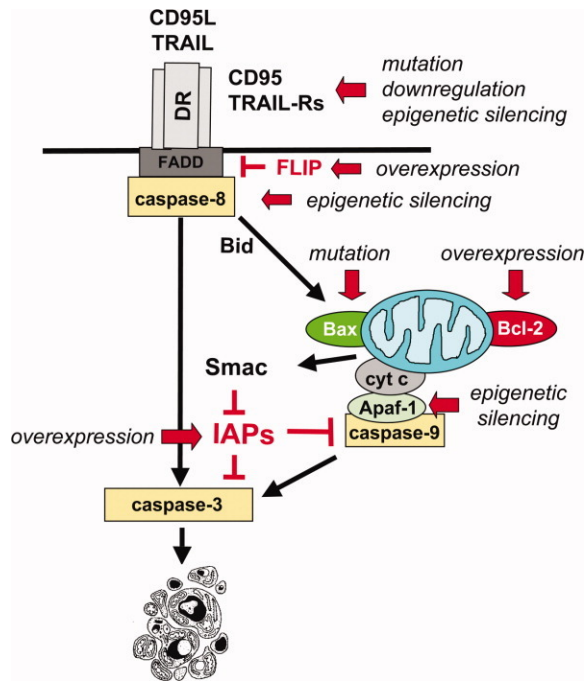 CD95L
TRAIL
DR
CD95
TRAIL-Rs
mutation
downregulation
epigenetic silencing
FADD
FLIP
overexpression
caspase-8
epigenetic silencing
Bid
mutation
overexpression
Bax
Bcl-2
Smac
cyt c
Apaf-1
epigenetic
silencing
overexpression
IAPs
caspase-9
caspase-3